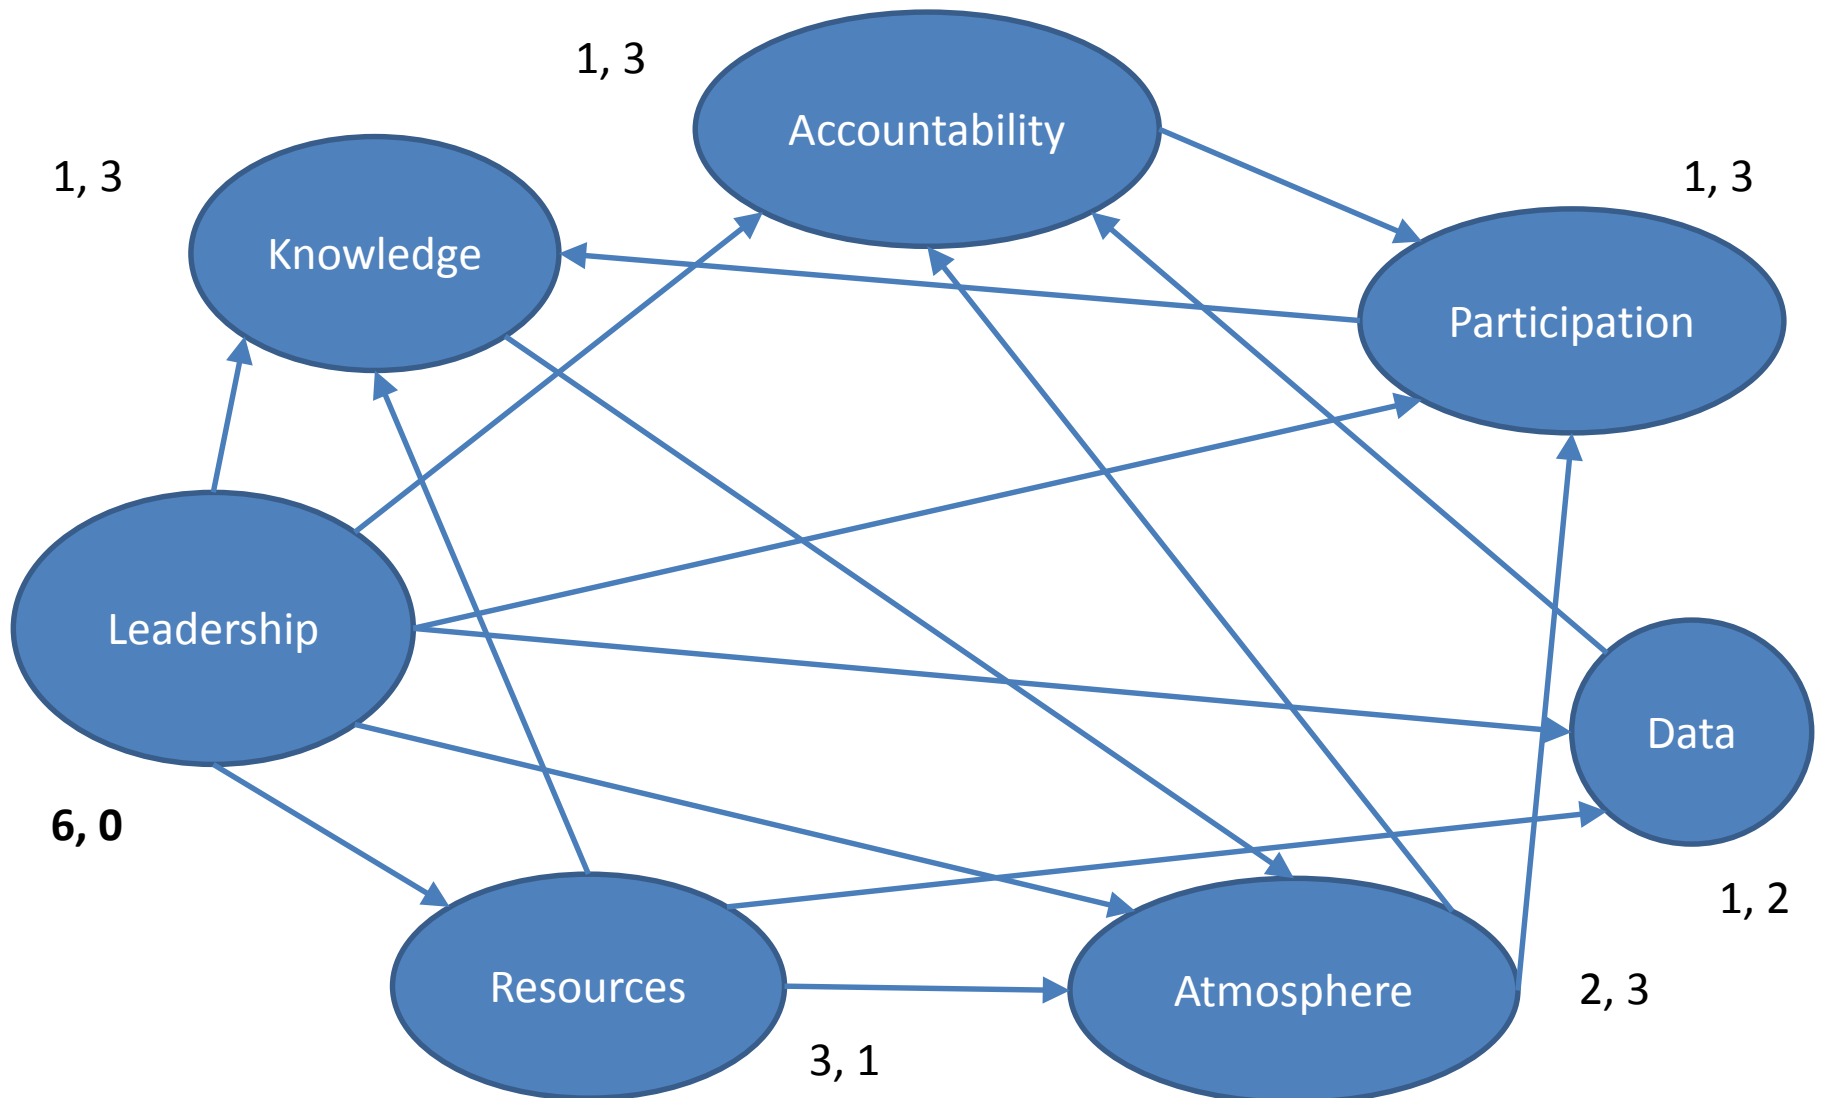 1, 3
Accountability
1, 3
Knowledge
1, 3
Participation
Leadership
6, 0
Data
1, 2
Resources
3, 1
Atmosphere
2, 3